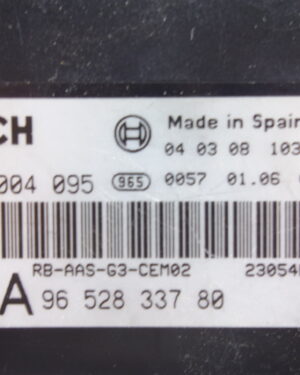 CH Made in Spain
04 03 08 103
004 095 965 0057 01.06
RB-AAS-G3-CEM02 23054
A 96 528 337 80